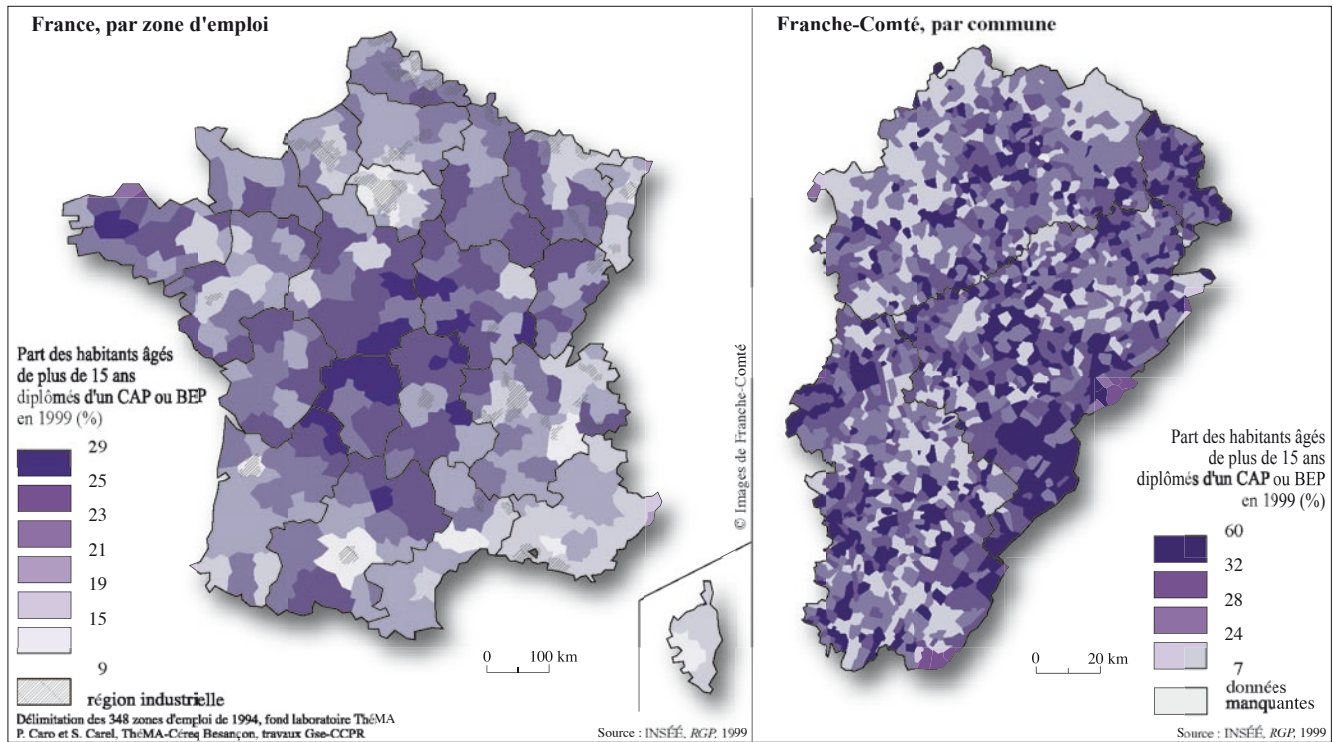 France, par zone d'emploi
Part des habitants âgés
de plus de 15 ans
diplômés d'un CAP ou BEP
en 1999 (%)
29
25
23
21
19
15
9
région industrielle
Délimitation des 348 zones d'emploi de 1994, fond laboratoire ThéMA
P. Caro et S. Carel, ThéMA-Céreq Besançon, travaux Gse-CCPR
0 100 km
Source : INSÉÉ, RGP, 1999
© Images de Franche-Comté
Franche-Comté, par commune
Part des habitants âgés
de plus de 15 ans
diplômés d'un CAP ou BEP
en 1999 (%)
60
32
28
24
7
données
manquantes
0 20 km
Source : INSÉÉ, RGP, 1999